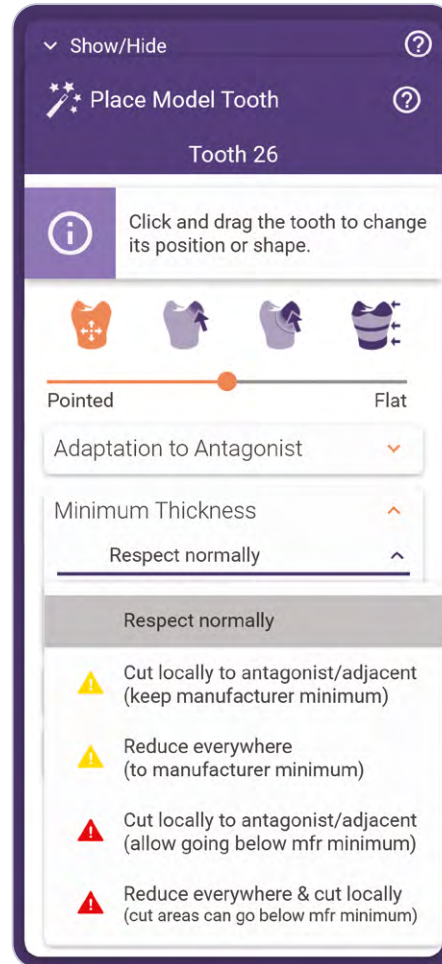 Show/Hide
Place Model Tooth
Tooth 26
Click and drag the tooth to change
its position or shape.
Pointed
Flat
Adaptation to Antagonist
Minimum Thickness
Respect normally
Respect normally
Cut locally to antagonist/adjacent
(keep manufacturer minimum)
Reduce everywhere
(to manufacturer minimum)
Cut locally to antagonist/adjacent
(allow going below mfr minimum)
Reduce everywhere & cut locally
(cut areas can go below mfr minimum)